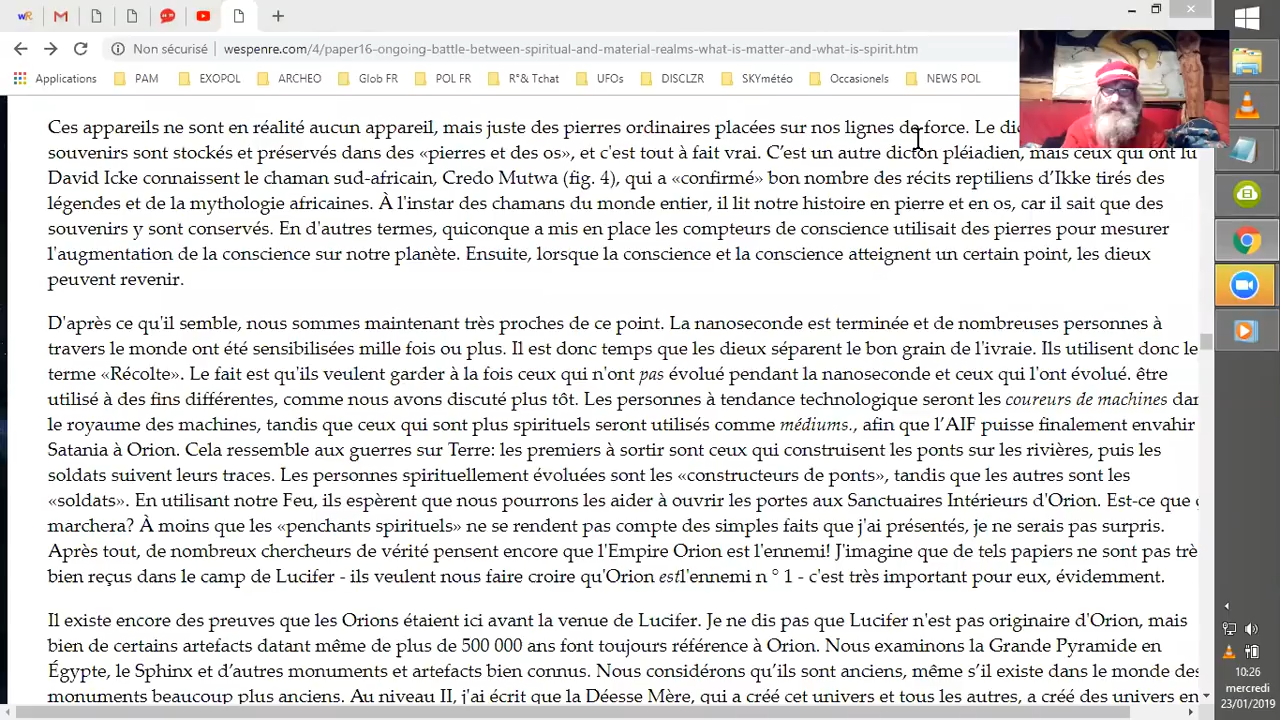 Non sécurisé
wespenre.com/4/paper16-ongoing-battle-between-spiritual-and-material-realms-what-is-matter-and-what-is-spirit.htm
Applications PAM EXOPOL ARCHEO Glob FR POL FR R°& Tchat UFOs DISCLZR SKYmétéo Occasionels NEWS POL
Ces appareils ne sont en réalité aucun appareil, mais juste des pierres ordinaires placées sur nos lignes de force. Le
souvenirs sont stockés et préservés dans des «pierres et des os», et c'est tout à fait vrai. C'est un autre dicton pléiadien, mais ceux qui ont lu
David Icke connaissent le chaman sud-africain, Credo Mutwa (fig. 4), qui a «confirmé» bon nombre des récits reptiliens d'Ikke tirés des
légendes et de la mythologie africaines. À l'instar des chamans du monde entier, il lit notre histoire en pierre et en os, car il sait que des
souvenirs y sont conservés. En d'autres termes, quiconque a mis en place les compteurs de conscience utilisait des pierres pour mesurer
l'augmentation de la conscience sur notre planète. Ensuite, lorsque la conscience et la conscience atteignent un certain point, les dieux
peuvent revenir.
D'après ce qu'il semble, nous sommes maintenant très proches de ce point. La nanoseconde est terminée et de nombreuses personnes à
travers le monde ont été sensibilisées mille fois ou plus. Il est donc temps que les dieux séparent le bon grain de l'ivraie. Ils utilisent donc le
terme «Récolte». Le fait est qu'ils veulent garder à la fois ceux qui n'ont pas évolué pendant la nanoseconde et ceux qui l'ont évolué. être
utilisé à des fins différentes, comme nous avons discuté plus tôt. Les personnes à tendance technologique seront les coureurs de machines dan
le royaume des machines, tandis que ceux qui sont plus spirituels seront utilisés comme médiums., afin que l'AIF puisse finalement envahir
Satania à Orion. Cela ressemble aux guerres sur Terre: les premiers à sortir sont ceux qui construisent les ponts sur les rivières, puis les
soldats suivent leurs traces. Les personnes spirituellement évoluées sont les «constructeurs de ponts», tandis que les autres sont les
«soldats». En utilisant notre Feu, ils espèrent que nous pourrons les aider à ouvrir les portes aux Sanctuaires Intérieurs d'Orion. Est-ce que
marchera? À moins que les «penchants spirituels» ne se rendent pas compte des simples faits que j'ai présentés, je ne serais pas surpris.
Après tout, de nombreux chercheurs de vérité pensent encore que l'Empire Orion est l'ennemi! J'imagine que de tels papiers ne sont pas trè
bien reçus dans le camp de Lucifer - ils veulent nous faire croire qu'Orion estl'ennemi n ° 1 - c'est très important pour eux, évidemment.
Il existe encore des preuves que les Orions étaient ici avant la venue de Lucifer. Je ne dis pas que Lucifer n'est pas originaire d'Orion, mais
bien de certains artefacts datant même de plus de 500 000 ans font toujours référence à Orion. Nous examinons la Grande Pyramide en
Égypte, le Sphinx et d'autres monuments et artefacts bien connus. Nous considérons qu'ils sont anciens, même s'il existe dans le monde des
monuments beaucoup plus anciens. Au niveau II, j'ai écrit que la Déesse Mère, qui a créé cet univers et tous les autres, a créé des univers en
10:26
mercredi
23/01/2019